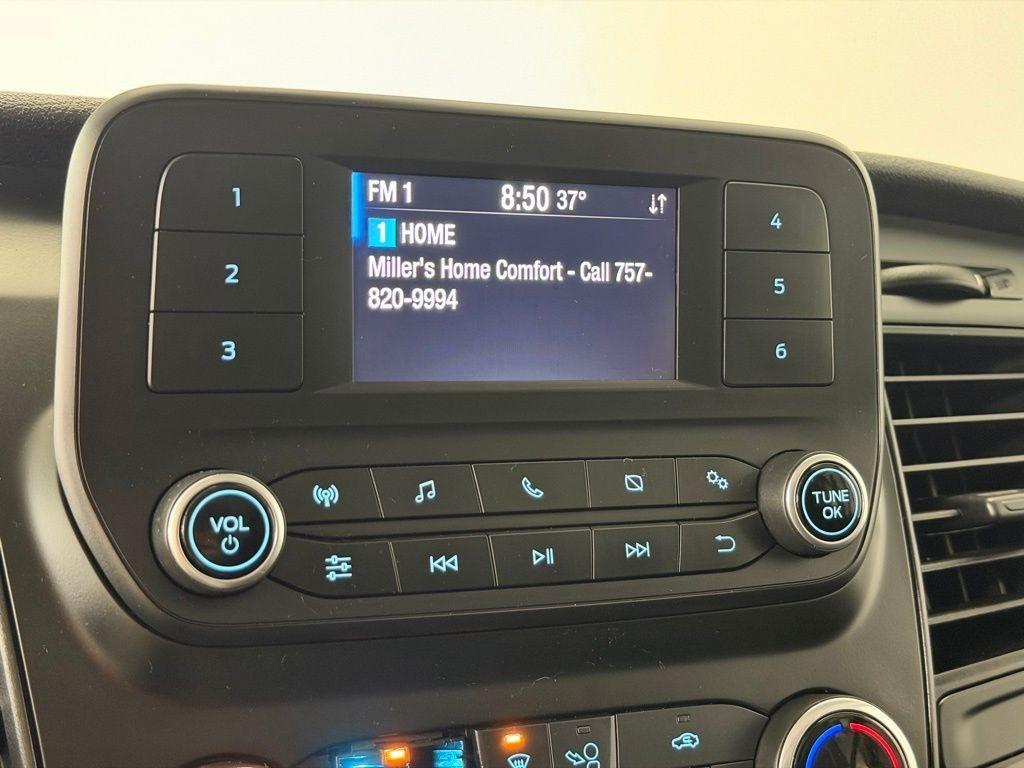 FM 1 8:50 37°
1 HOME
Miller's Home Comfort - Call 757-
820-9994
1
2
3
4
5
6
VOL
TUNE
OK